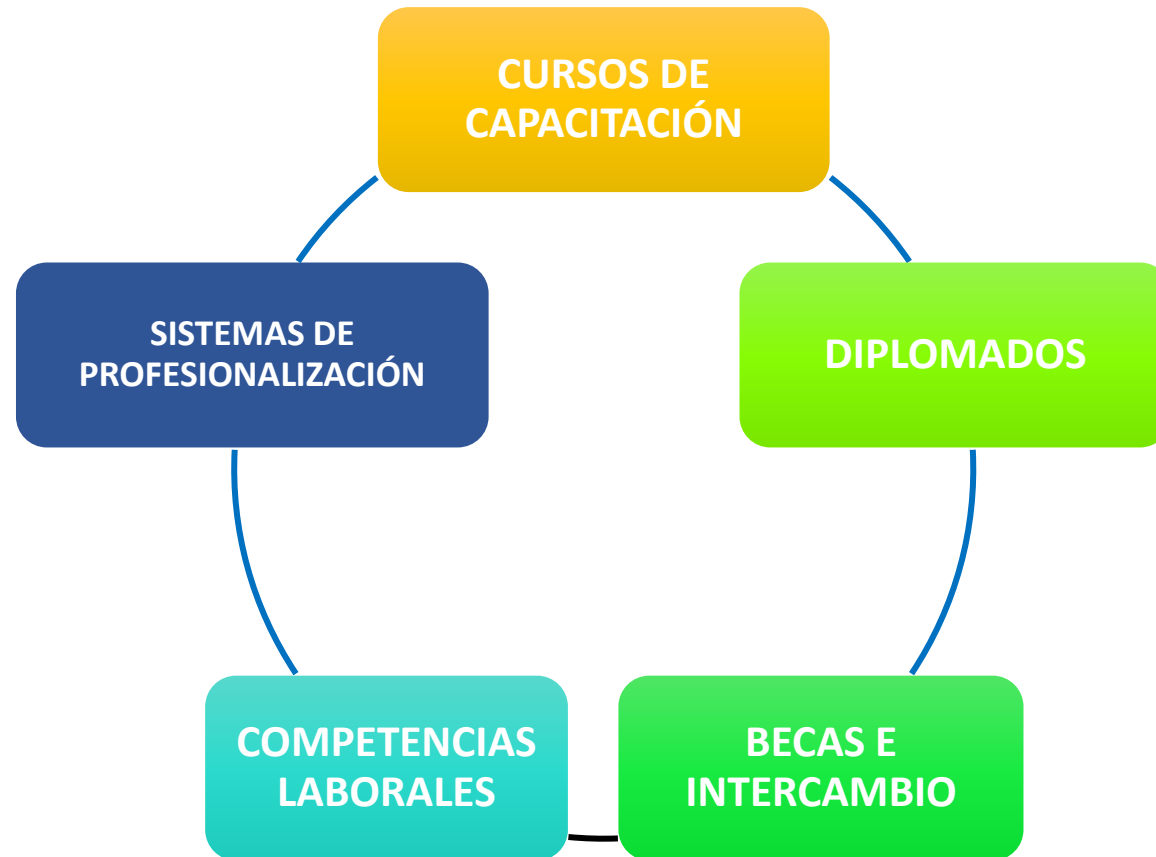 CURSOS DE
CAPACITACIÓN
SISTEMAS DE
PROFESIONALIZACIÓN
DIPLOMADOS
COMPETENCIAS
LABORALES
BECAS E
INTERCAMBIO